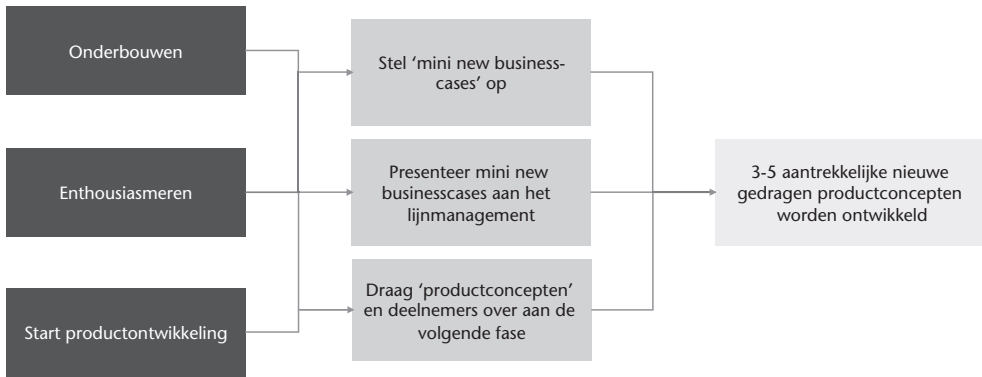 Onderbouwen
Enthousiasmeren
Start productontwikkeling
Stel ‘mini new business-
cases’ op
Presenteer mini new
businesscases aan het
lijnmanagement
Draag ‘productconcepten’
en deelnemers over aan de
volgende fase
3-5 aantrekkelijke nieuwe
gedragen productconcepten
worden ontwikkeld